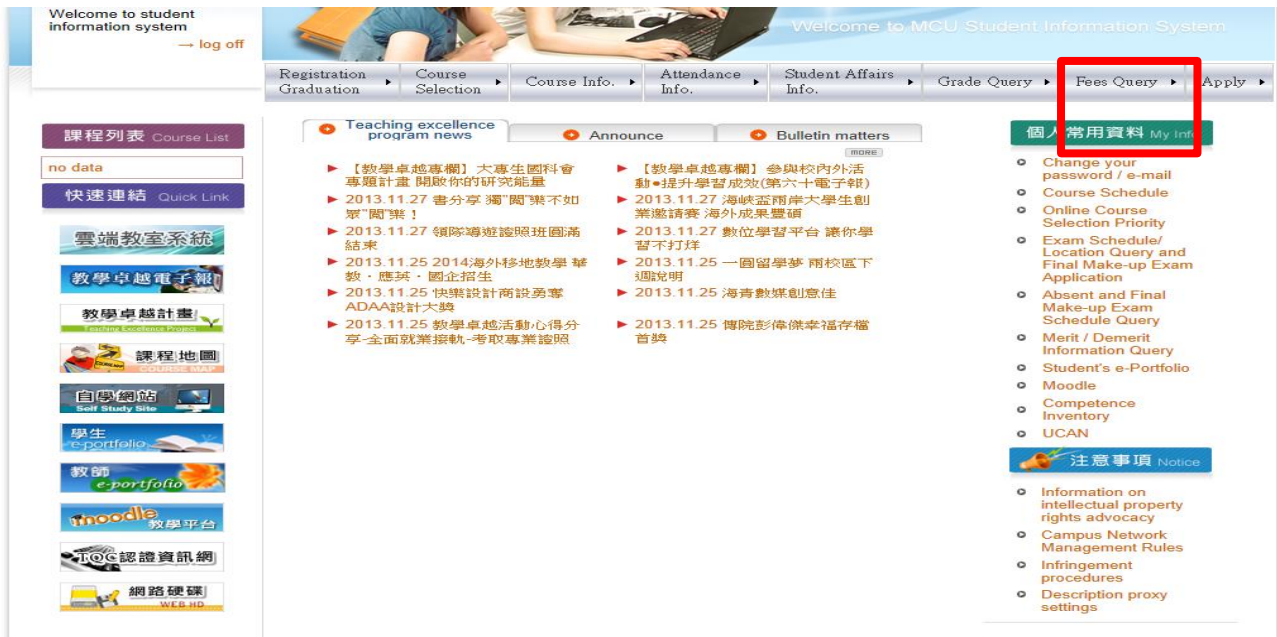 Welcome to student
information system
→ log off
Welcome to MCU Student Information System
Registration
Graduation
Course
Selection
Course Info.
Attendance
Info.
Student Affairs
Info.
Grade Query
Fees Query
Apply
課程列表 Course List
no data
快速連結 Quick Link
雲端教室系統
教學卓越電子報
教學卓越計畫
Teaching Excellence Project
課程地圖
COURSE MAP
自學網站
Self Study Site
學生
e-portfolio
教師
e-portfolio
moodle
教學平台
TQC認證資訊網
網路硬碟
WEB HD
Teaching excellence
program news
Announce
Bulletin matters
more
【教學卓越專欄】大專生國科會
專題計畫 開啟你的研究能量
2013.11.27 書分享 獨"閱"樂不如
眾"閱"樂！
2013.11.27 領隊導遊證照班圓滿
結束
2013.11.25 2014海外移地教學 華
教．應英．國企招生
2013.11.25 快樂設計商設勇奪
ADAA設計大獎
2013.11.25 教學卓越活動心得分
享-全面就業接軌-考取專業證照
【教學卓越專欄】參與校內外活
動●提升學習成效(第六十電子報)
2013.11.27 海峽盃兩岸大學生創
業邀請賽 海外成果豐碩
2013.11.27 數位學習平台 讓你學
習不打烊
2013.11.25 一圓留學夢 兩校區下
週說明
2013.11.25 海青數媒創意佳
2013.11.25 傳院彭偉傑幸福存檔
首獎
個人常用資料 My Info
Change your
password / e-mail
Course Schedule
Online Course
Selection Priority
Exam Schedule/
Location Query and
Final Make-up Exam
Application
Absent and Final
Make-up Exam
Schedule Query
Merit / Demerit
Information Query
Student's e-Portfolio
Moodle
Competence
Inventory
UCAN
注意事項 Notice
Information on
intellectual property
rights advocacy
Campus Network
Management Rules
Infringement
procedures
Description proxy
settings